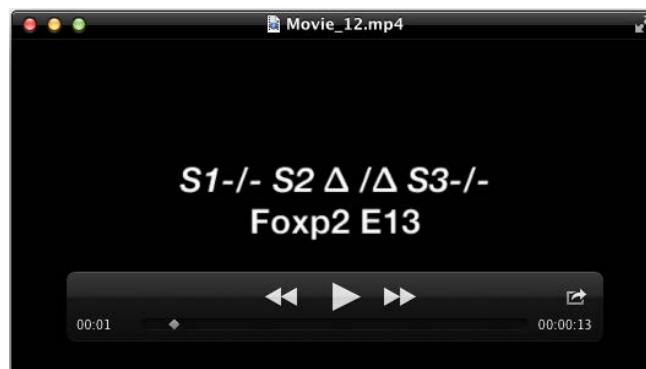 Movie_12.mp4
S1-/- S2 Δ /Δ S3-/-
Foxp2 E13
00:01 00:00:13